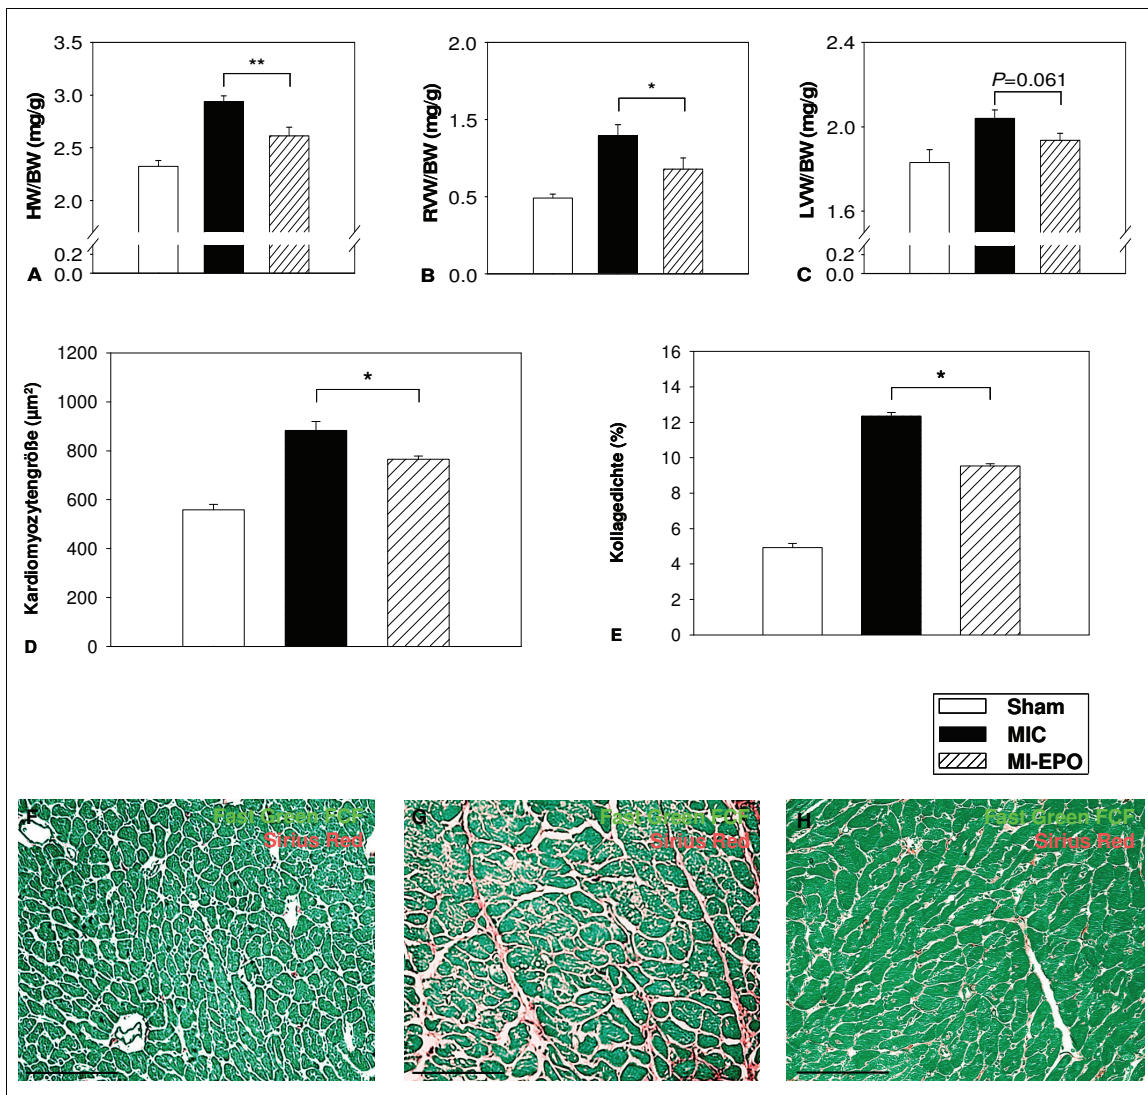 3.5
3.0
2.5
2.0
0.2
0.0
HW/BW (mg/g)
**
A
2.0
1.5
0.5
0.0
RVW/BW (mg/g)
*
B
2.4
2.0
1.6
0.2
0.0
LVW/BW (mg/g)
P=0.061
C
1200
1000
800
600
400
200
0
Kardiomyozytengröße (µm²)
*
D
16
14
12
10
8
6
4
2
0
Kollagedichte (%)
*
E
Sham
MIC
MI-EPO
F
Fast Green FCF
Sirius Red
G
Fast Green FCF
Sirius Red
H
Fast Green FCF
Sirius Red